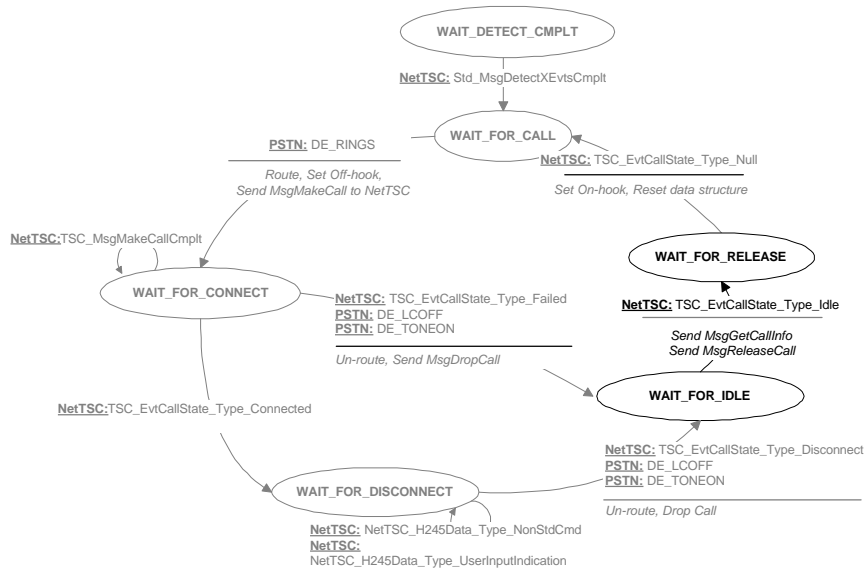 WAIT_DETECT_CMPLT
NetTSC: Std_MsgDetectXEvtsCmplt
WAIT_FOR_CALL
PSTN: DE_RINGS
Route, Set Off-hook,
Send MsgMakeCall to NetTSC
NetTSC: TSC_EvtCallState_Type_Null
Set On-hook, Reset data structure
NetTSC:TSC_MsgMakeCallCmplt
WAIT_FOR_CONNECT
WAIT_FOR_RELEASE
NetTSC: TSC_EvtCallState_Type_Failed
PSTN: DE_LCOFF
PSTN: DE_TONEON
Un-route, Send MsgDropCall
NetTSC: TSC_EvtCallState_Type_Idle
Send MsgGetCallInfo
Send MsgReleaseCall
WAIT_FOR_IDLE
NetTSC:TSC_EvtCallState_Type_Connected
NetTSC: TSC_EvtCallState_Type_Disconnect
PSTN: DE_LCOFF
PSTN: DE_TONEON
Un-route, Drop Call
WAIT_FOR_DISCONNECT
NetTSC: NetTSC_H245Data_Type_NonStdCmd
NetTSC:
NetTSC_H245Data_Type_UserInputIndication